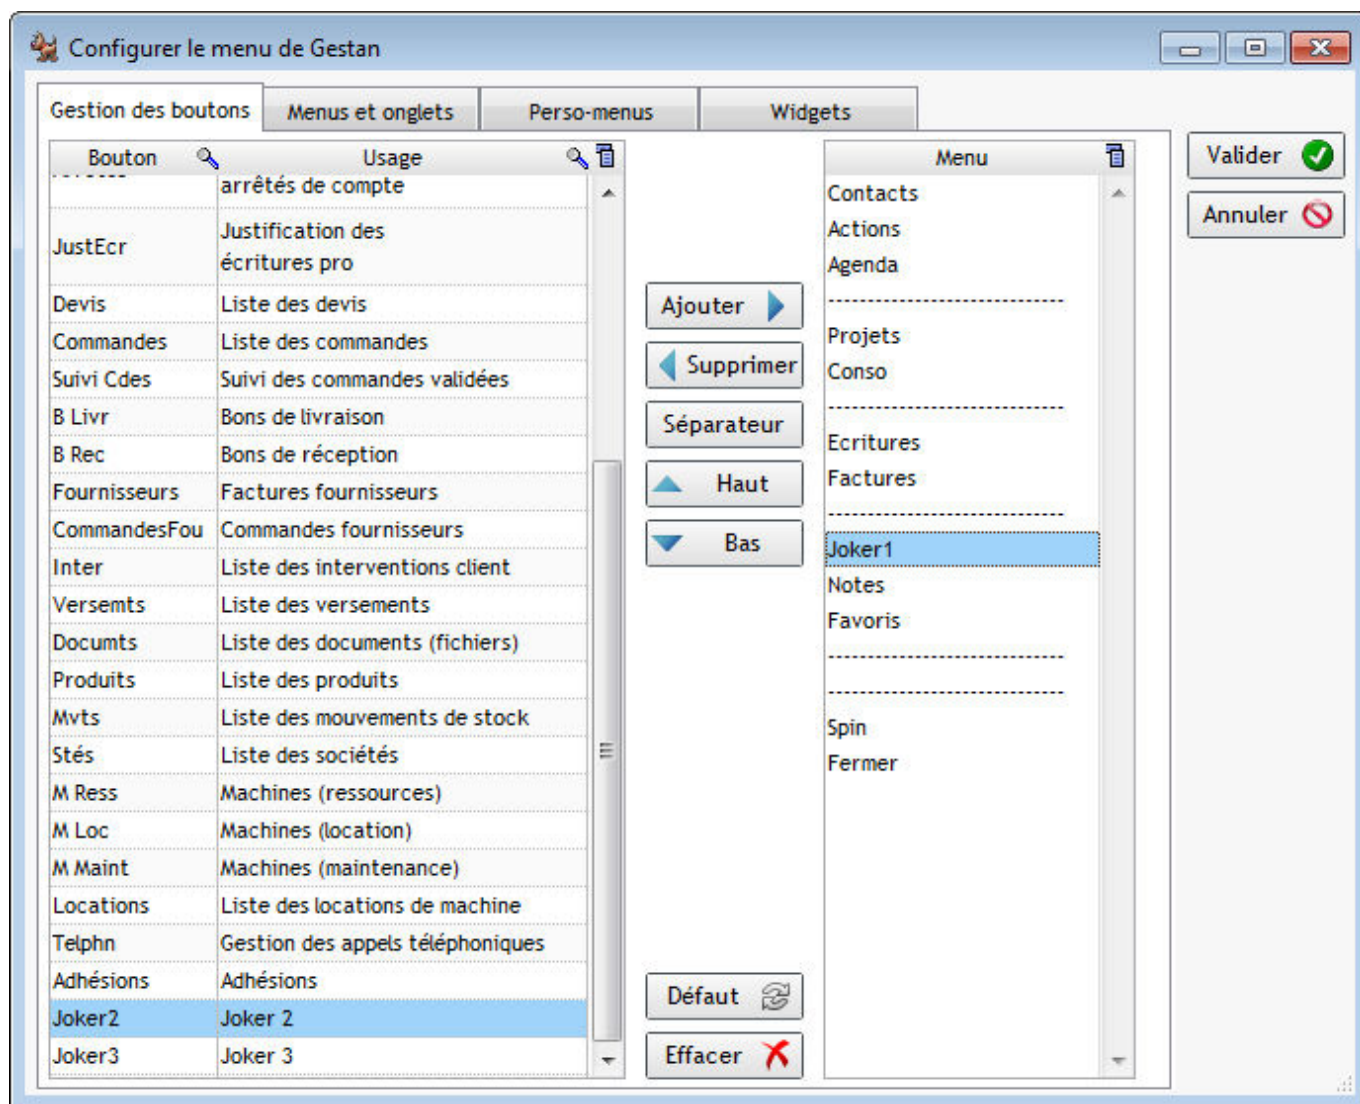 Configurer le menu de Gestan
Gestion des boutons Menus et onglets Perso-menus Widgets
Bouton Usage
arrêtés de compte
JustEcr Justification des
écritures pro
Devis Liste des devis
Commandes Liste des commandes
Suivi Cdes Suivi des commandes validées
B Livr Bons de livraison
B Rec Bons de réception
Fournisseurs Factures fournisseurs
CommandesFou Commandes fournisseurs
Inter Liste des interventions client
Versemts Liste des versements
Documts Liste des documents (fichiers)
Produits Liste des produits
Mvts Liste des mouvements de stock
Stés Liste des sociétés
M Ress Machines (ressources)
M Loc Machines (location)
M Maint Machines (maintenance)
Locations Liste des locations de machine
Telphn Gestion des appels téléphoniques
Adhésions Adhésions
Joker2 Joker 2
Joker3 Joker 3
Ajouter
Supprimer
Séparateur
Haut
Bas
Défaut
Effacer
Menu
Contacts
Actions
Agenda
-----------------------------
Projets
Conso
-----------------------------
Ecritures
Factures
-----------------------------
Joker1
Notes
Favoris
-----------------------------
-----------------------------
Spin
Fermer
Valider
Annuler